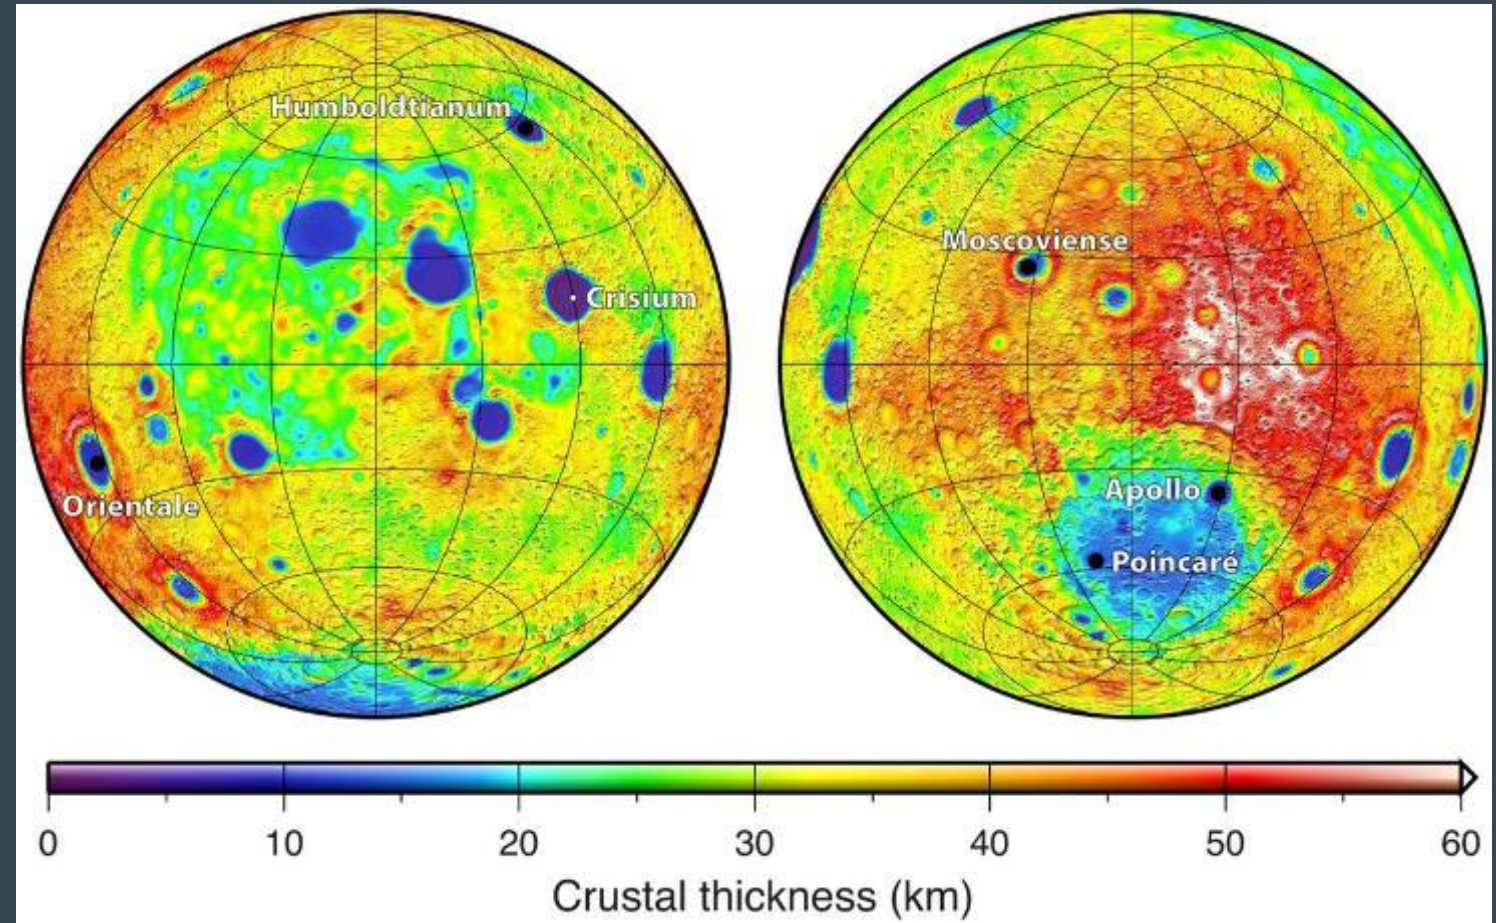 Humboldtianum
Crisium
Orientale
Moscoviense
Apollo
Poincaré
0 10 20 30 40 50 60
Crustal thickness (km)